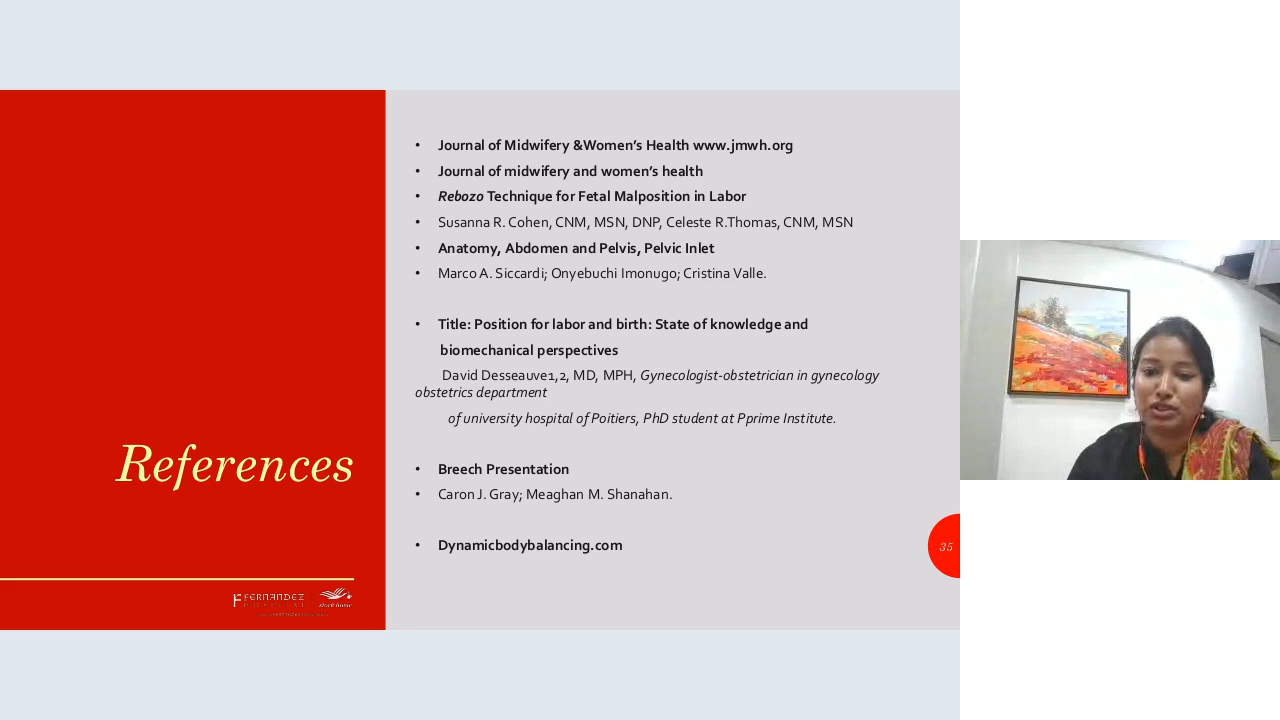 References
FERNANDEZ
HOSPITAL
stork home
• Journal of Midwifery &Women's Health www.jmwh.org
• Journal of midwifery and women's health
• Rebozo Technique for Fetal Malposition in Labor
• Susanna R. Cohen, CNM, MSN, DNP, Celeste R.Thomas, CNM, MSN
• Anatomy, Abdomen and Pelvis, Pelvic Inlet
• Marco A. Siccardi; Onyebuchi Imonugo; Cristina Valle.
• Title: Position for labor and birth: State of knowledge and
biomechanical perspectives
David Desseauve1,2, MD, MPH, Gynecologist-obstetrician in gynecology
obstetrics department
of university hospital of Poitiers, PhD student at Pprime Institute.
• Breech Presentation
• Caron J. Gray; Meaghan M. Shanahan.
• Dynamicbodybalancing.com
35